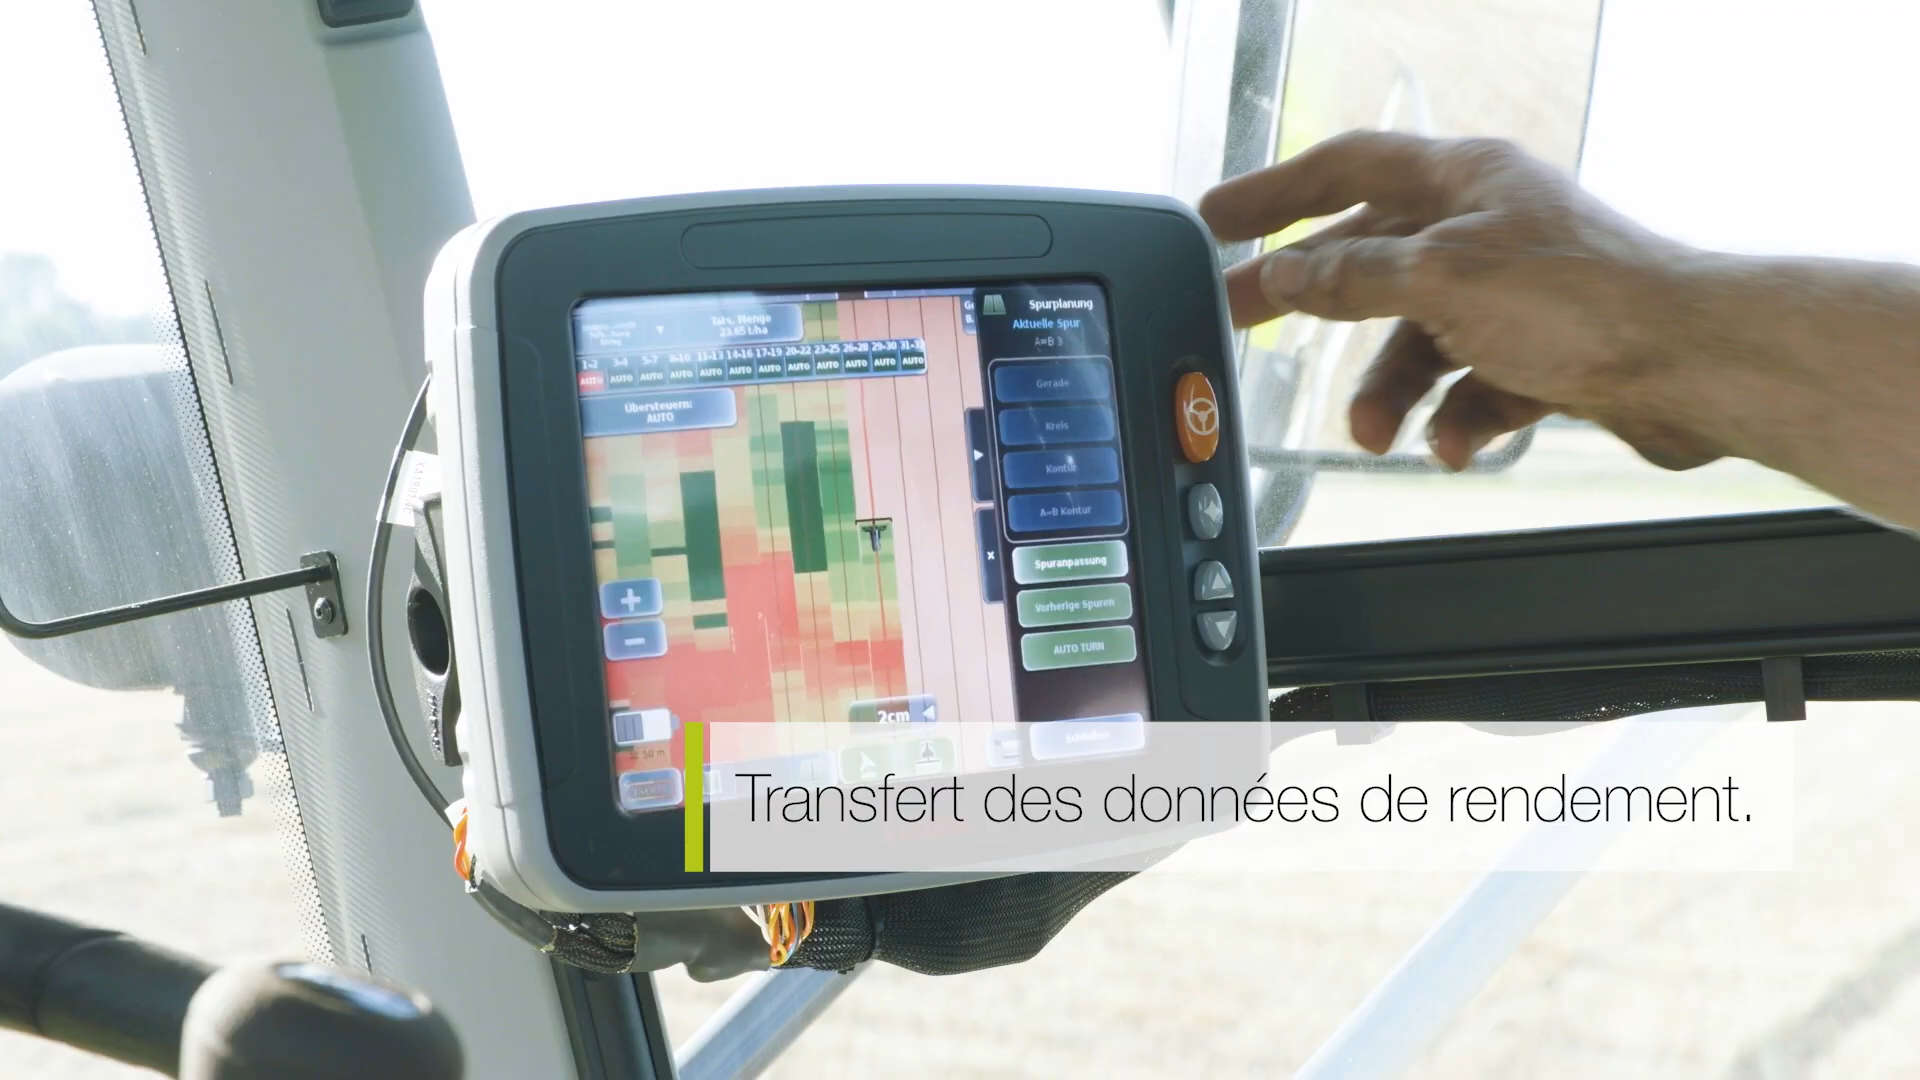 Täts. Menge
23.65 t/ha
1-2 3-4 5-7 8-10 11-13 14-16 17-19 20-22 23-25 26-28 29-30 31-32
AUTO AUTO AUTO AUTO AUTO AUTO AUTO AUTO AUTO AUTO AUTO AUTO
Übersteuern:
AUTO
Spurplanung
Aktuelle Spur
A=B 3
Gerade
Kreis
Kontur
A=B Kontur
Spuranpassung
Vorherige Spuren
AUTO TURN
Schließen
2cm
50 m
Transfert des données de rendement.